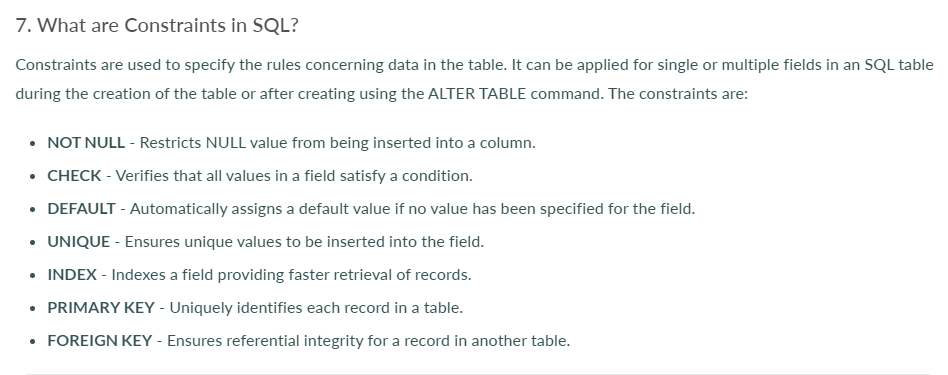 7. What are Constraints in SQL?
Constraints are used to specify the rules concerning data in the table. It can be applied for single or multiple fields in an SQL table
during the creation of the table or after creating using the ALTER TABLE command. The constraints are:
• NOT NULL - Restricts NULL value from being inserted into a column.
• CHECK - Verifies that all values in a field satisfy a condition.
• DEFAULT - Automatically assigns a default value if no value has been specified for the field.
• UNIQUE - Ensures unique values to be inserted into the field.
• INDEX - Indexes a field providing faster retrieval of records.
• PRIMARY KEY - Uniquely identifies each record in a table.
• FOREIGN KEY - Ensures referential integrity for a record in another table.